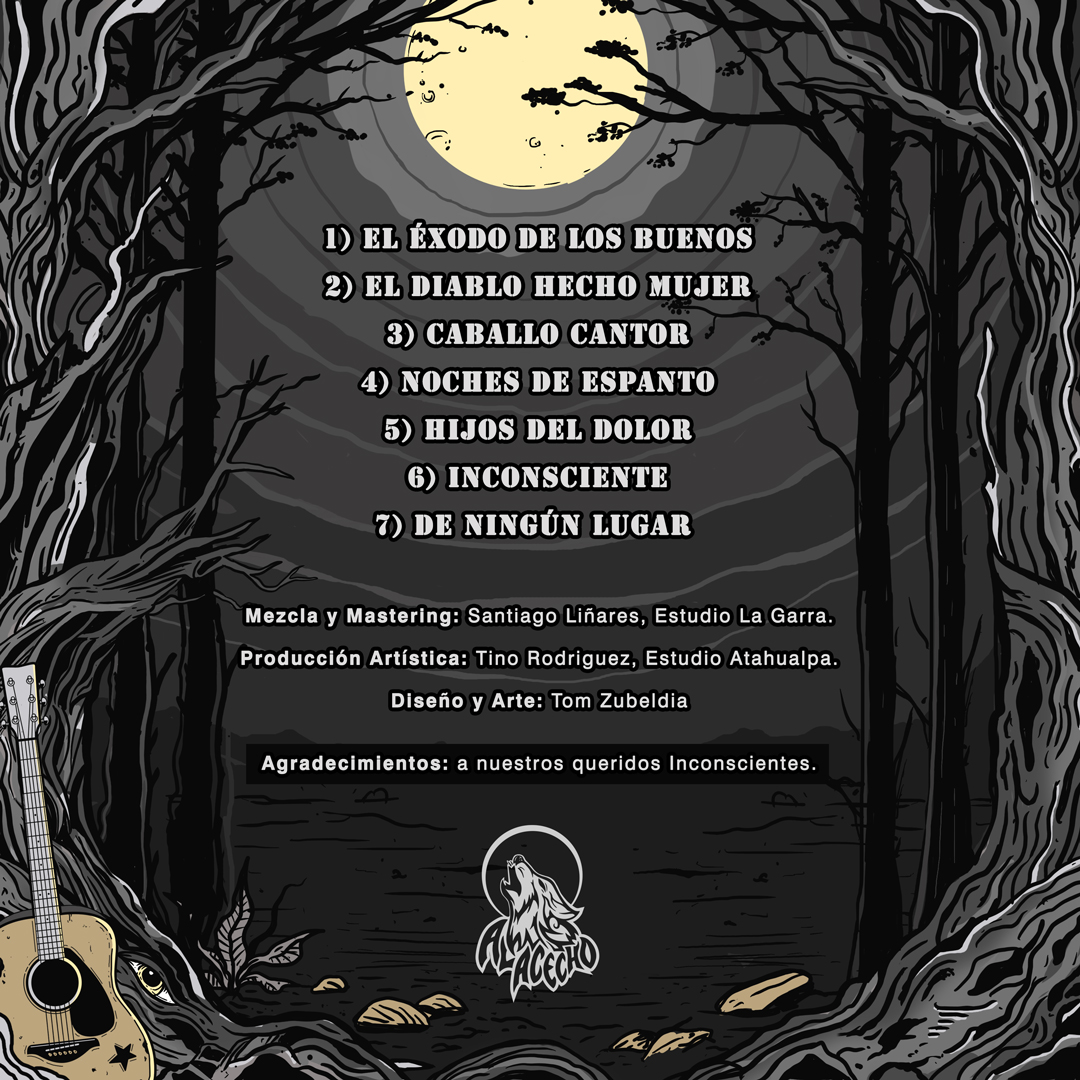 1) EL ÉXODO DE LOS BUENOS
2) EL DIABLO HECHO MUJER
3) CABALLO CANTOR
4) NOCHES DE ESPANTO
5) HIJOS DEL DOLOR
6) INCONSCIENTE
7) DE NINGÚN LUGAR
Mezcla y Mastering: Santiago Liñares, Estudio La Garra.
Producción Artística: Tino Rodriguez, Estudio Atahualpa.
Diseño y Arte: Tom Zubeldia
Agradecimientos: a nuestros queridos Inconscientes.
AL
ACECHO